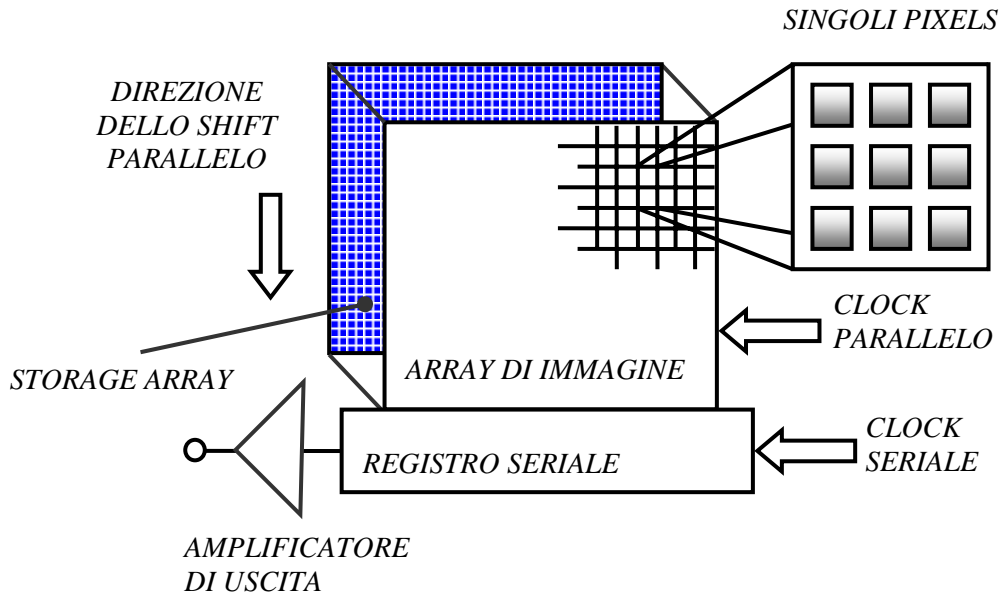 SINGOLI PIXELS
DIREZIONE
DELLO SHIFT
PARALLELO
CLOCK
PARALLELO
STORAGE ARRAY
ARRAY DI IMMAGINE
CLOCK
SERIALE
REGISTRO SERIALE
AMPLIFICATORE
DI USCITA